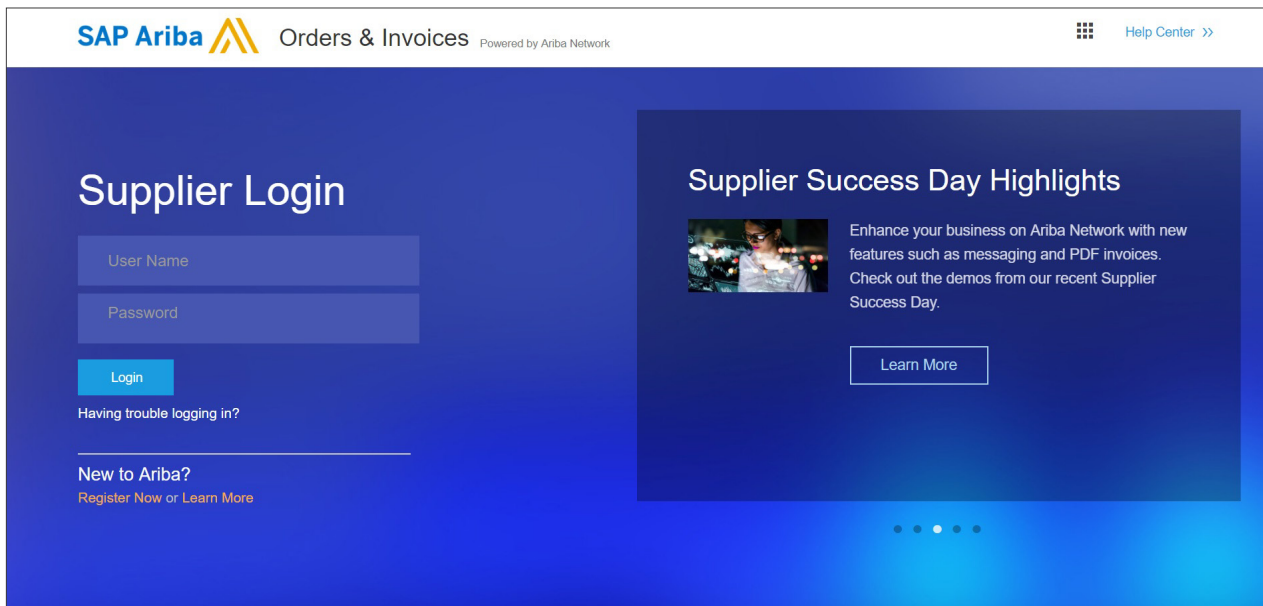 SAP Ariba
Orders & Invoices Powered by Ariba Network
Help Center >>
Supplier Login
User Name
Password
Login
Having trouble logging in?
New to Ariba?
Register Now or Learn More
Supplier Success Day Highlights
Enhance your business on Ariba Network with new
features such as messaging and PDF invoices.
Check out the demos from our recent Supplier
Success Day.
Learn More